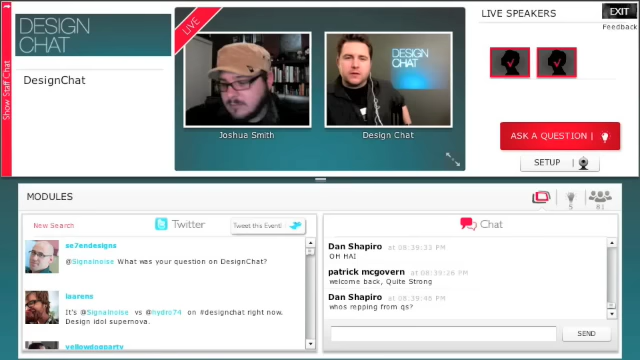 Show Staff Chat
DESIGN
CHAT
DesignChat
LIVE
DESIGN
CHAT
Joshua Smith
Design Chat
LIVE SPEAKERS
EXIT
Feedback
ASK A QUESTION |
SETUP |
MODULES
5
81
New Search
Twitter
Tweet this Event!
se7endesigns
@Signalnoise What was your question on DesignChat?
laarens
It's @Signalnoise vs @hydro74 on #designchat right now.
Design idol supernova.
yellowdogparty
Chat
Dan Shapiro at 08:39:33 PM
OH HAI
patrick mcgovern at 08:39:26 PM
welcome back, Quite Strong
Dan Shapiro at 08:39:46 PM
whos repping from qs?
SEND